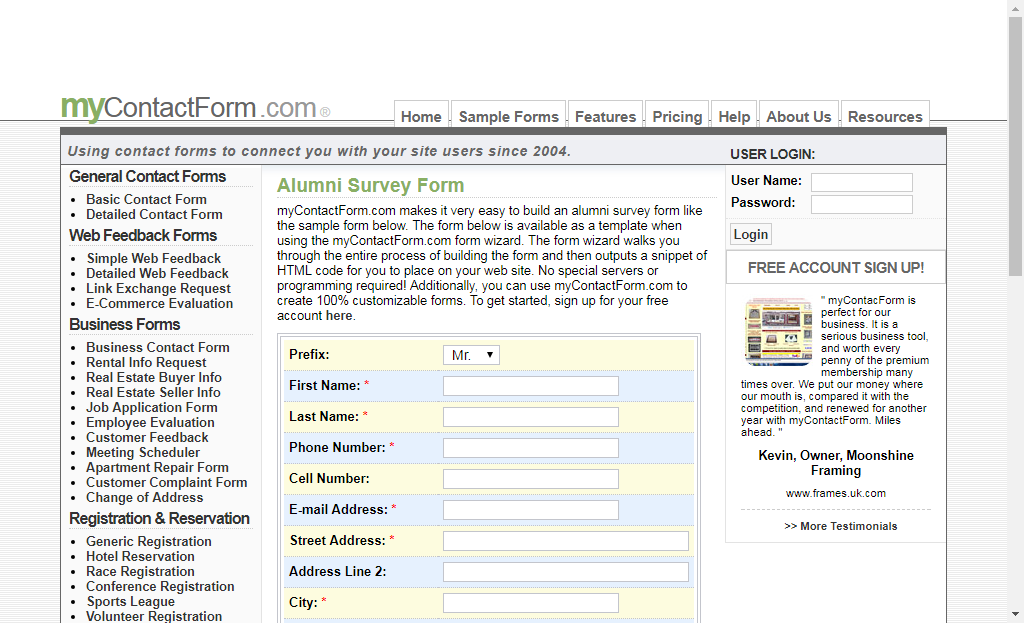 myContactForm.com®
Home
Sample Forms
Features
Pricing
Help
About Us
Resources
Using contact forms to connect you with your site users since 2004.
USER LOGIN:
General Contact Forms
Basic Contact Form
Detailed Contact Form
Web Feedback Forms
Simple Web Feedback
Detailed Web Feedback
Link Exchange Request
E-Commerce Evaluation
Business Forms
Business Contact Form
Rental Info Request
Real Estate Buyer Info
Real Estate Seller Info
Job Application Form
Employee Evaluation
Customer Feedback
Meeting Scheduler
Apartment Repair Form
Customer Complaint Form
Change of Address
Registration & Reservation
Generic Registration
Hotel Reservation
Race Registration
Conference Registration
Sports League
Volunteer Registration
Alumni Survey Form
myContactForm.com makes it very easy to build an alumni survey form like
the sample form below. The form below is available as a template when
using the myContactForm.com form wizard. The form wizard walks you
through the entire process of building the form and then outputs a snippet of
HTML code for you to place on your web site. No special servers or
programming required! Additionally, you can use myContactForm.com to
create 100% customizable forms. To get started, sign up for your free
account here.
Prefix:
Mr.
First Name: *
Last Name: *
Phone Number: *
Cell Number:
E-mail Address: *
Street Address: *
Address Line 2:
City: *
User Name:
Password:
Login
FREE ACCOUNT SIGN UP!
" myContacForm is
perfect for our
business. It is a
serious business tool,
and worth every
penny of the premium
membership many
times over. We put our money where
our mouth is, compared it with the
competition, and renewed for another
year with myContactForm. Miles
ahead. "
Kevin, Owner, Moonshine
Framing
www.frames.uk.com
>> More Testimonials